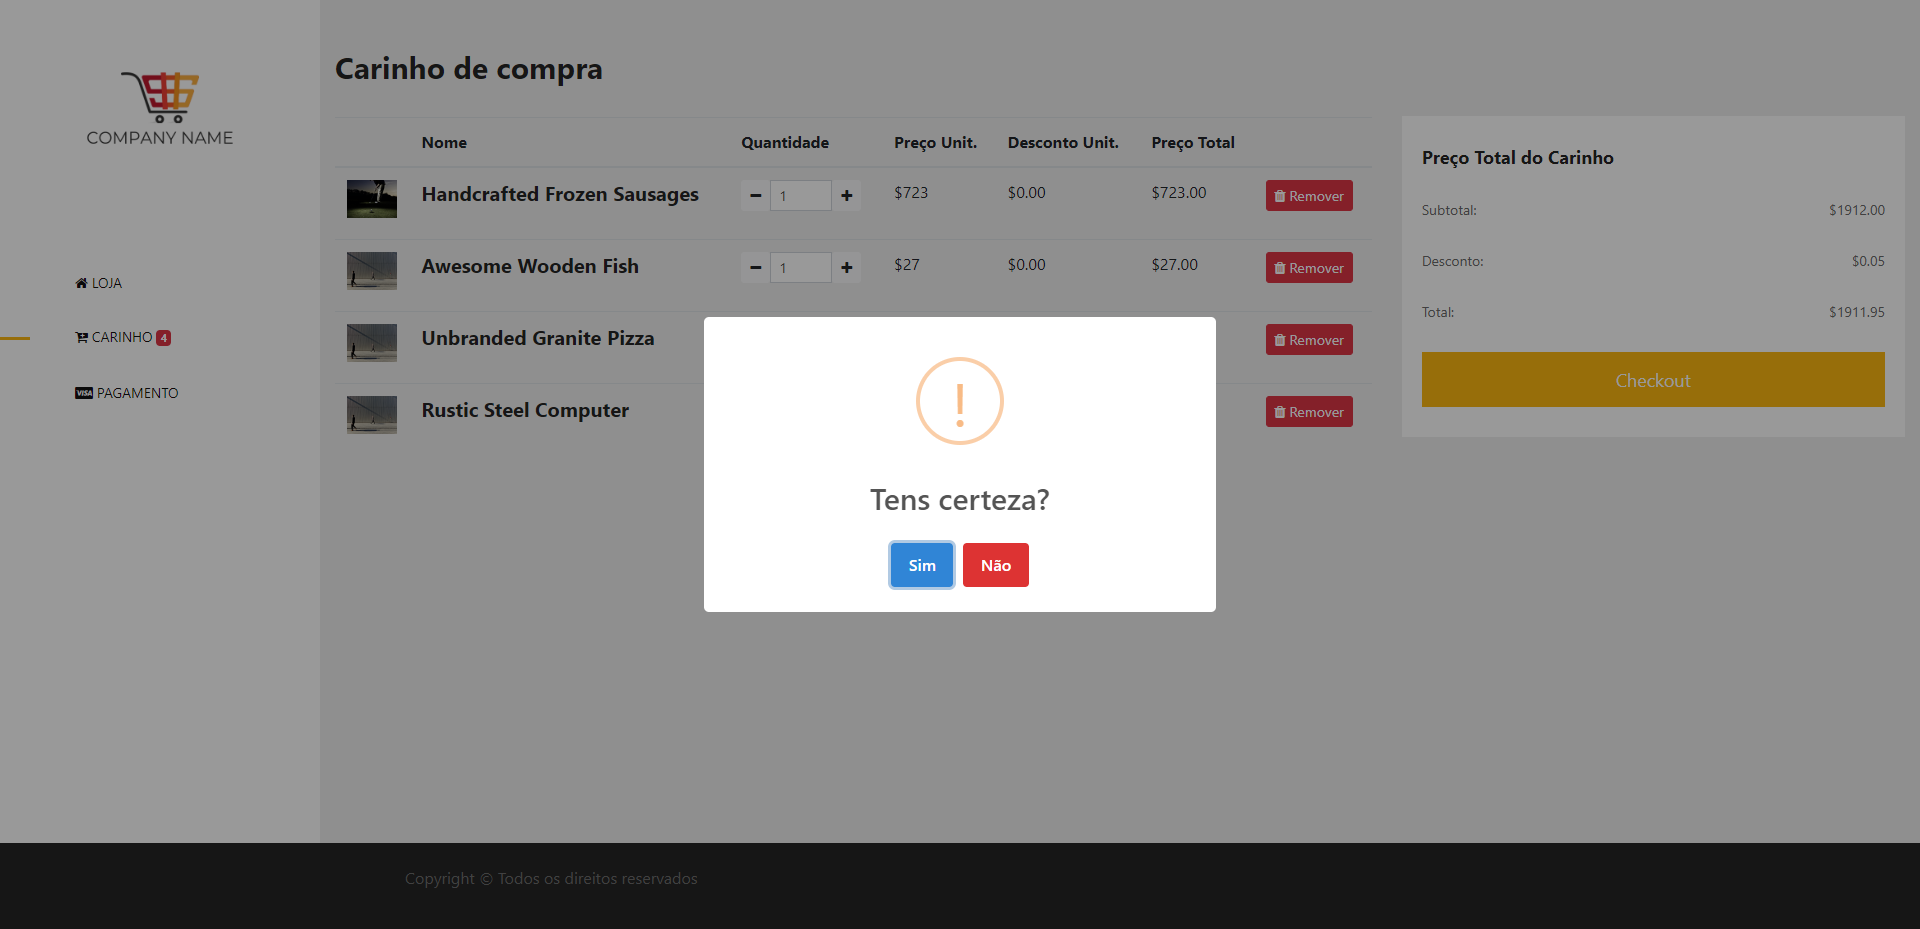 COMPANY NAME
LOJA
CARINHO 4
VISA PAGAMENTO
Carinho de compra
Nome Quantidade Preço Unit. Desconto Unit. Preço Total
Handcrafted Frozen Sausages 1 $723 $0.00 $723.00 Remover
Awesome Wooden Fish 1 $27 $0.00 $27.00 Remover
Unbranded Granite Pizza Remover
Rustic Steel Computer Remover
Preço Total do Carinho
Subtotal: $1912.00
Desconto: $0.05
Total: $1911.95
Checkout
!
Tens certeza?
Sim Não
Copyright © Todos os direitos reservados